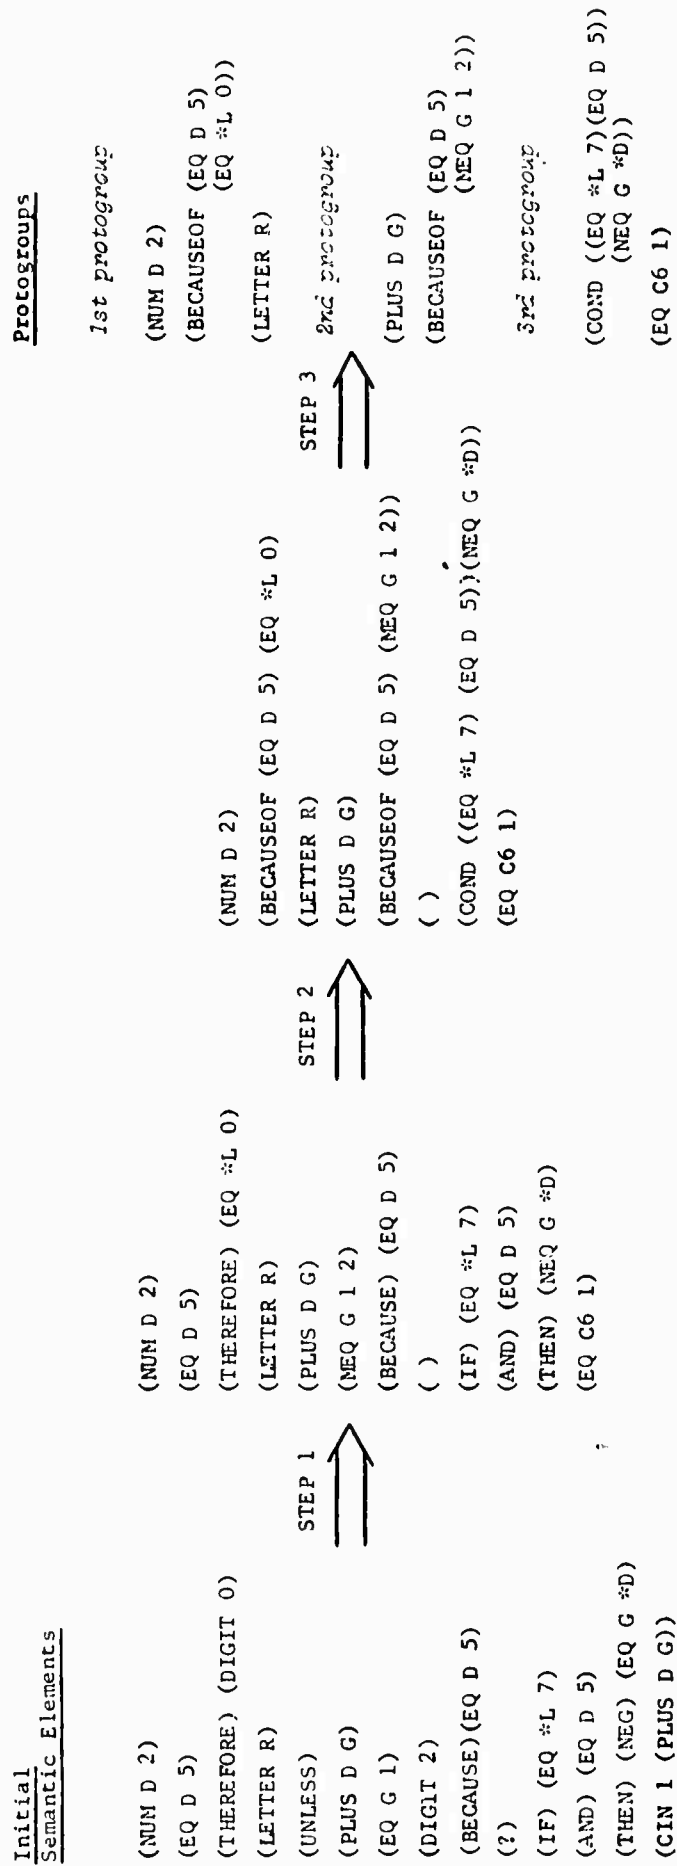 Initial
Semantic Elements
(NUM D 2)
(EQ D 5)
(THEREFORE) (DIGIT 0)
(LETTER R)
(UNLESS)
(PLUS D G)
(EQ G 1)
(DIGIT 2)
(BECAUSE)(EQ D 5)
(?)
(IF) (EQ *L 7)
(AND) (EQ D 5)
(THEN) (NEG) (EQ G *D)
(CIN 1 (PLUS D G))
STEP 1
(NUM D 2)
(EQ D 5)
(THEREFORE) (EQ *L 0)
(LETTER R)
(PLUS D G)
(MEQ G 1 2)
(BECAUSE) (EQ D 5)
( )
(IF) (EQ *L 7)
(AND) (EQ D 5)
(THEN) (NEQ G *D)
(EQ C6 1)
STEP 2
(NUM D 2)
(BECAUSEOF (EQ D 5) (EQ *L 0)
(LETTER R)
(PLUS D G)
(BECAUSEOF (EQ D 5) (MEQ G 1 2))
( )
(COND ((EQ *L 7) (EQ D 5))(NEQ G *D))
(EQ C6 1)
STEP 3
Protogroups
1st protogroup
(NUM D 2)
(BECAUSEOF (EQ D 5)
(EQ *L 0))
(LETTER R)
2nd protogroup
(PLUS D G)
(BECAUSEOF (EQ D 5)
(MEQ G 1 2))
3rd protogroup
(COND ((EQ *L 7)(EQ D 5))
(NEQ G *D))
(EQ C6 1)